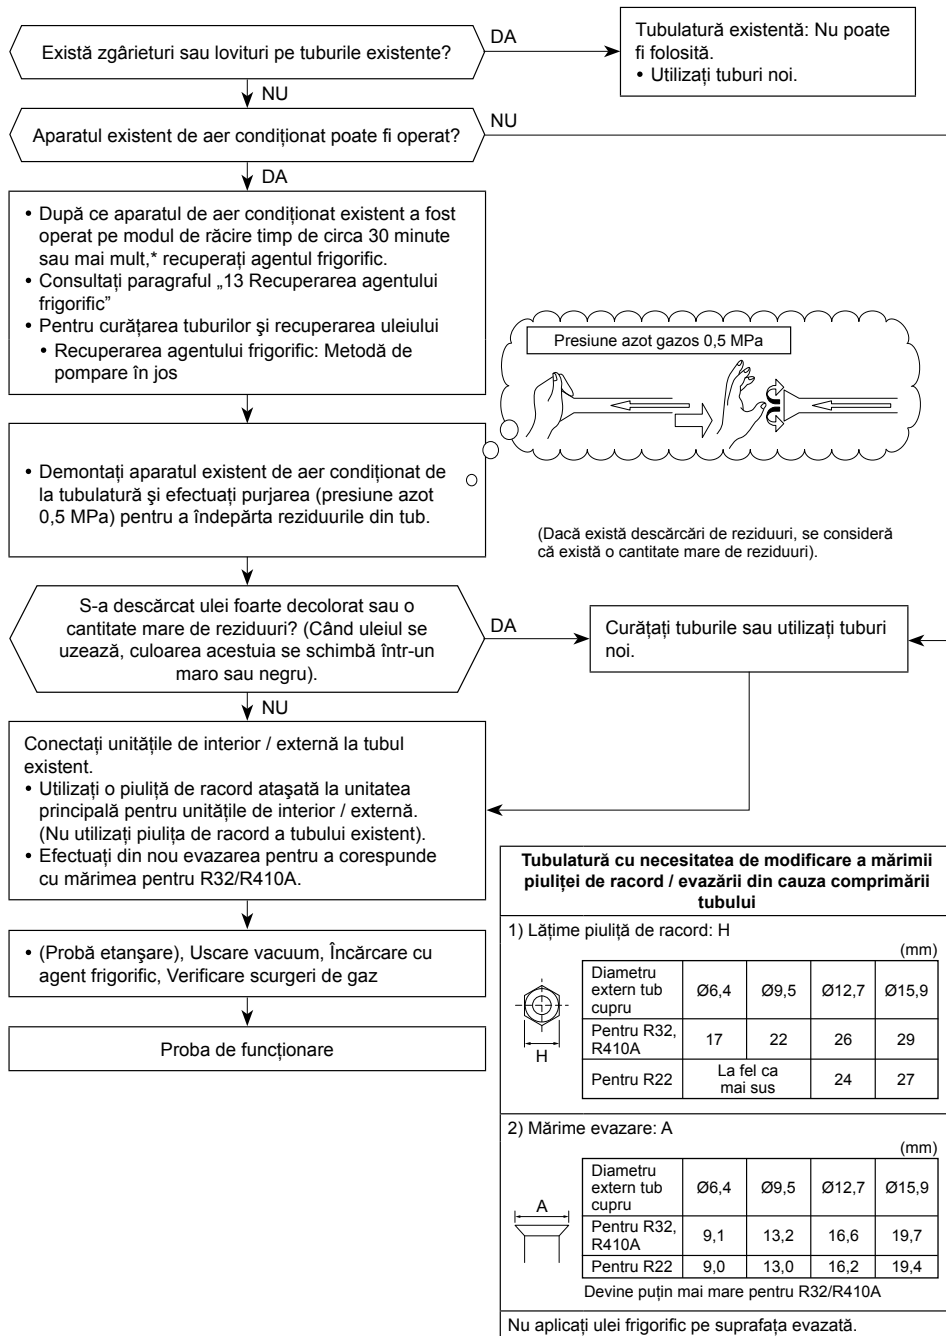 Există zgârieturi sau lovituri pe tuburile existente?
DA
Tubulatură existentă: Nu poate
fi folosită.
• Utilizați tuburi noi.
NU
Aparatul existent de aer condiționat poate fi operat?
NU
DA
• După ce aparatul de aer condiționat existent a fost
operat pe modul de răcire timp de circa 30 minute
sau mai mult,* recuperați agentul frigorific.
• Consultați paragraful „13 Recuperarea agentului
frigorific”
• Pentru curățarea tuburilor şi recuperarea uleiului
• Recuperarea agentului frigorific: Metodă de
pompare în jos
Presiune azot gazos 0,5 MPa
• Demontați aparatul existent de aer condiționat de
la tubulatură şi efectuați purjarea (presiune azot
0,5 MPa) pentru a îndepărta reziduurile din tub.
(Dacă există descărcări de reziduuri, se consideră
că există o cantitate mare de reziduuri).
S-a descărcat ulei foarte decolorat sau o
cantitate mare de reziduuri? (Când uleiul se
uzează, culoarea acestuia se schimbă într-un
maro sau negru).
DA
Curățați tuburile sau utilizați tuburi
noi.
NU
Conectați unitățile de interior / externă la tubul
existent.
• Utilizați o piuliță de racord ataşată la unitatea
principală pentru unitățile de interior / externă.
(Nu utilizați piulița de racord a tubului existent).
• Efectuați din nou evazarea pentru a corespunde
cu mărimea pentru R32/R410A.
• (Probă etanşare), Uscare vacuum, Încărcare cu
agent frigorific, Verificare scurgeri de gaz
Proba de funcționare
Tubulatură cu necesitatea de modificare a mărimii
piuliței de racord / evazării din cauza comprimării
tubului
1) Lățime piuliță de racord: H
(mm)
Diametru
extern tub
cupru
Ø6,4 Ø9,5 Ø12,7 Ø15,9
Pentru R32,
R410A
17 22 26 29
Pentru R22
La fel ca
mai sus
24 27
H
2) Mărime evazare: A
(mm)
Diametru
extern tub
cupru
Ø6,4 Ø9,5 Ø12,7 Ø15,9
A
Pentru R32,
R410A
9,1 13,2 16,6 19,7
Pentru R22 9,0 13,0 16,2 19,4
Devine puțin mai mare pentru R32/R410A
Nu aplicați ulei frigorific pe suprafața evazată.